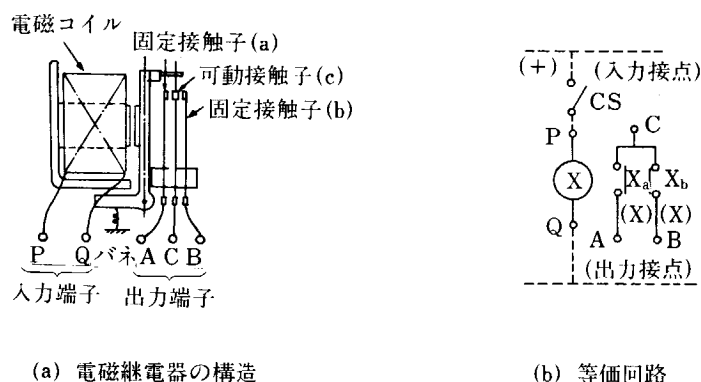 電磁コイル
固定接触子(a)
可動接触子(c)
固定接触子(b)
P Q バネ A C B
入力端子 出力端子
(a) 電磁継電器の構造
(+) (入力接点)
CS
P C
X Xa Xb
(X) (X)
Q A B
(出力接点)
(b) 等価回路